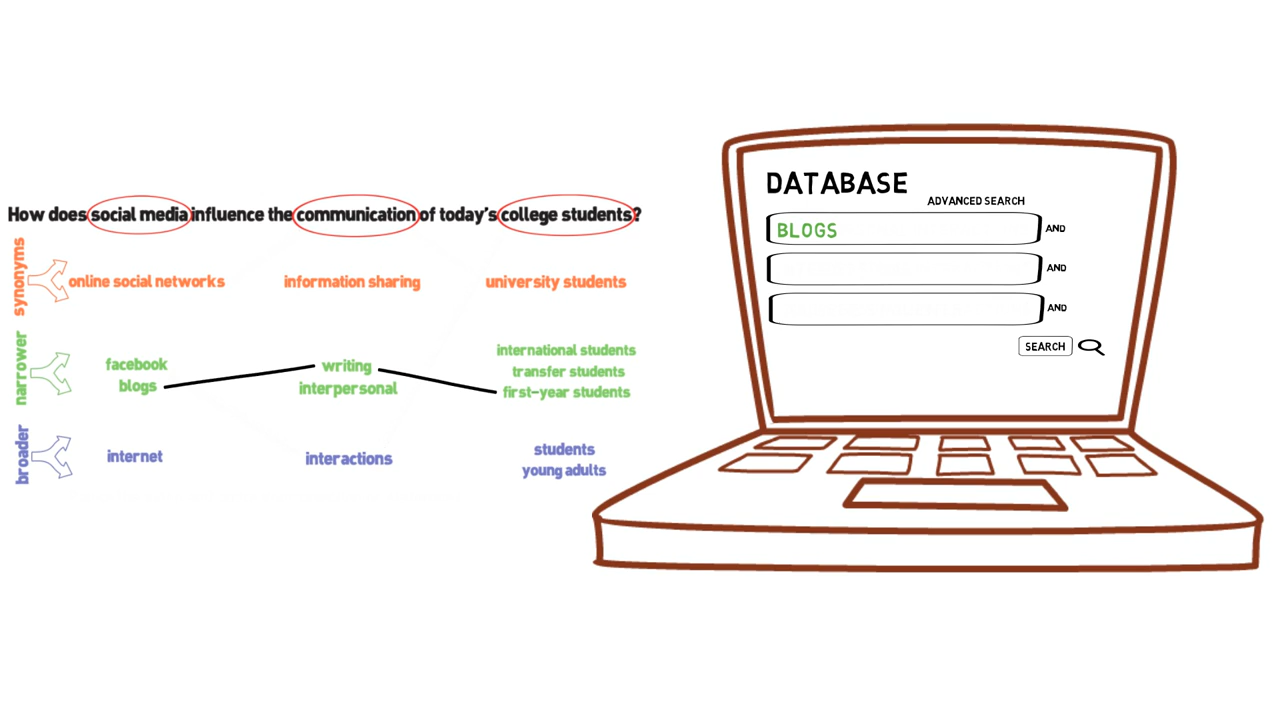 How does social media influence the communication of today's college students?
synonyms
online social networks
information sharing
university students
narrower
facebook
blogs
writing
interpersonal
international students
transfer students
first-year students
broader
internet
interactions
students
young adults
DATABASE
ADVANCED SEARCH
BLOGS AND
AND
AND
SEARCH